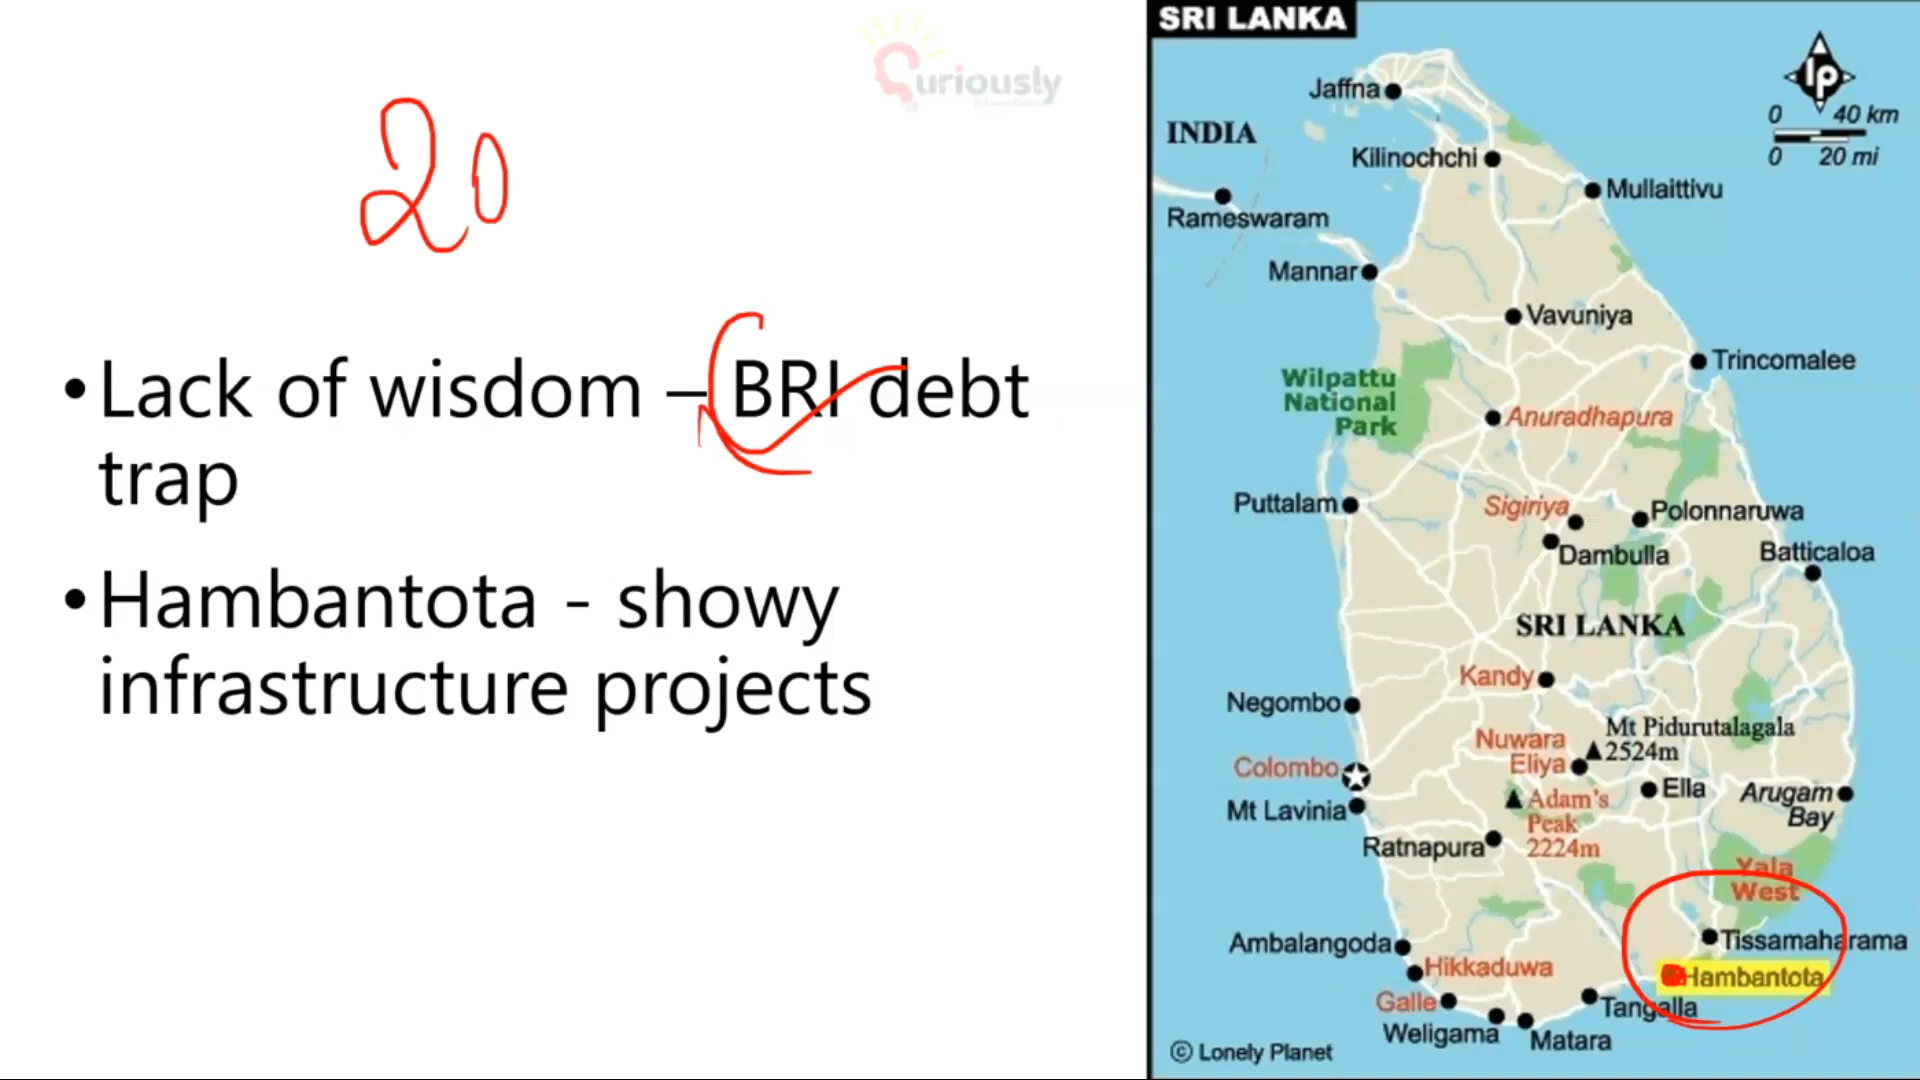 uriously
20
•Lack of wisdom – BRI debt
trap
•Hambantota - showy
infrastructure projects
SRI LANKA
lp
0 40 km
0 20 mi
Jaffna
INDIA
Kilinochchi
Mullaittivu
Rameswaram
Mannar
Vavuniya
Trincomalee
Wilpattu
National
Park
Anuradhapura
Puttalam
Sigiriya
Polonnaruwa
Dambulla
Batticaloa
SRI LANKA
Kandy
Negombo
Mt Pidurutalagala
2524m
Nuwara
Eliya
Colombo
Ella
Arugam
Bay
Mt Lavinia
Adam's
Peak
2224m
Ratnapura
Yala
West
Ambalangoda
Tissamaharama
Hikkaduwa
Hambantota
Galle
Tangalla
Weligama
Matara
© Lonely Planet